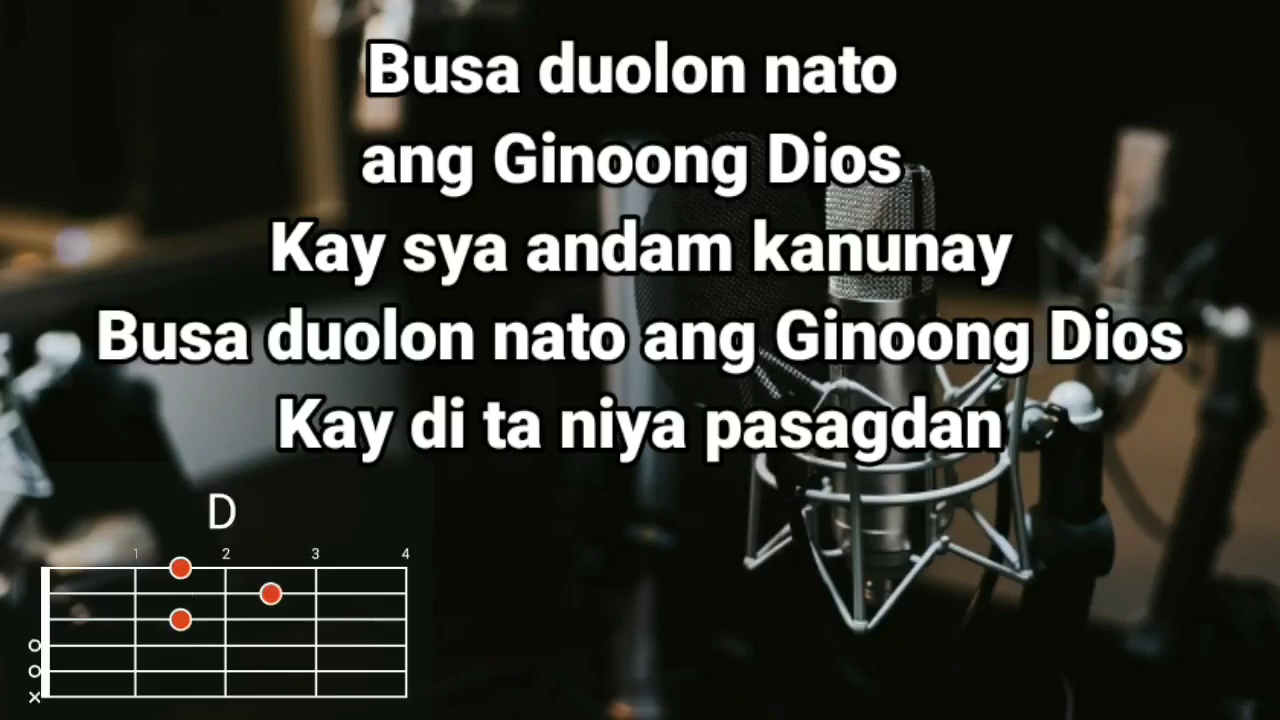 Busa duolon nato
ang Ginoong Dios
Kay sya andam kanunay
Busa duolon nato ang Ginoong Dios
Kay di ta niya pasagdan
D
1 2 3 4
o
o
x